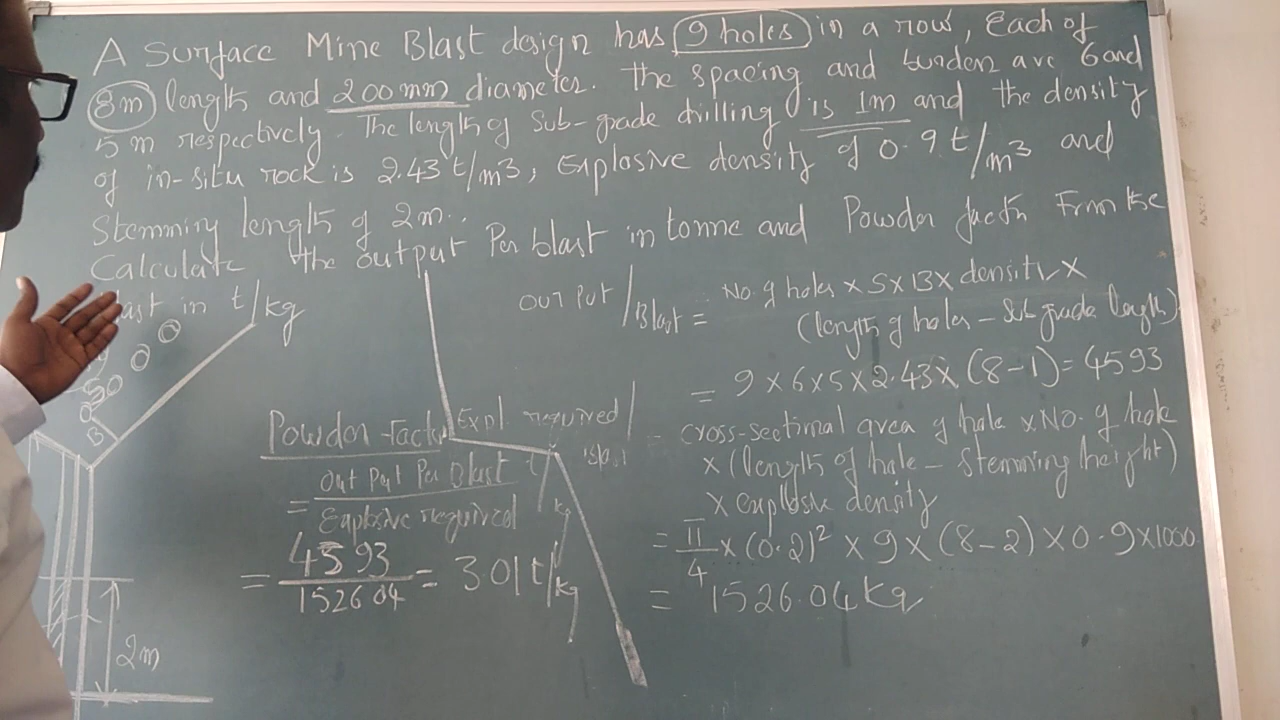 A Surface Mine Blast design has 9 holes in a row, Each of
8m length and 200mm diameter. The spacing and burden are 6 and
5 m respectively. The length of Sub-grade drilling is 1m and the density
of in-situ rock is 2.43 t/m³, Explosive density of 0.9 t/m³ and
Stemming length of 2m..
Calculate the output Per blast in tonne and Powder factor From the
last in t/kg
Out Put/Blast = No. of holes × S × B × density ×
(length of holes - Sub grade length)
= 9 × 6 × 5 × 2.43 × (8-1) = 4593
Expl. required/
= cross-sectional area of hole × No. of hole
× (length of hole - Stemming height)
× explosive density
= π/4 × (0.2)² × 9 × (8-2) × 0.9 × 1000
= 1526.04 kg
Powder-factor
= Out Put Per Blast t/
Explosive required kg
= 4593/1526 04 = 3 01 t/kg
S
B
2m